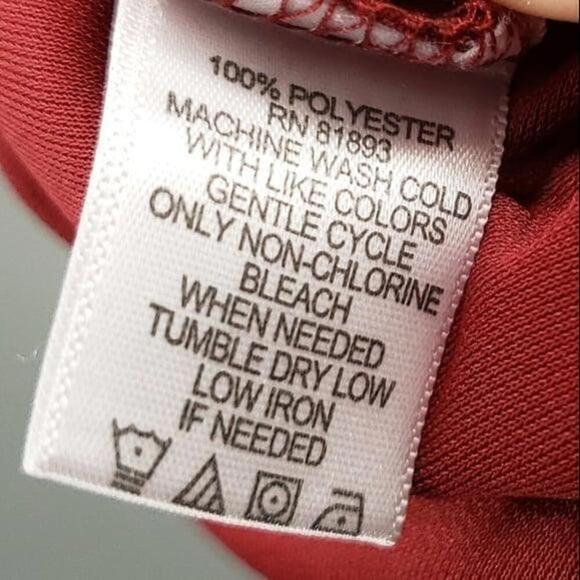 100% POLYESTER
RN 81893
MACHINE WASH COLD
WITH LIKE COLORS
GENTLE CYCLE
ONLY NON-CHLORINE
BLEACH
WHEN NEEDED
TUMBLE DRY LOW
LOW IRON
IF NEEDED